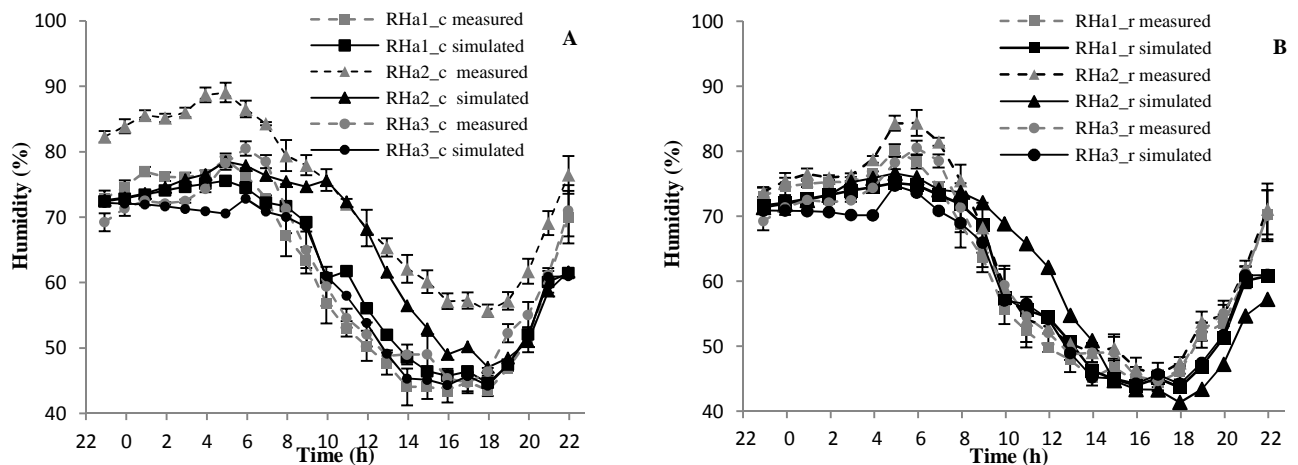 A
RHa1_c measured
RHa1_c simulated
RHa2_c measured
RHa2_c simulated
RHa3_c measured
RHa3_c simulated
Humidity (%)
100
90
80
70
60
50
40
22 0 2 4 6 8 10 12 14 16 18 20 22
Time (h)
B
RHa1_r measured
RHa1_r simulated
RHa2_r measured
RHa2_r simulated
RHa3_r measured
RHa3_r simulated
Humidity (%)
100
90
80
70
60
50
40
22 0 2 4 6 8 10 12 14 16 18 20 22
Time (h)